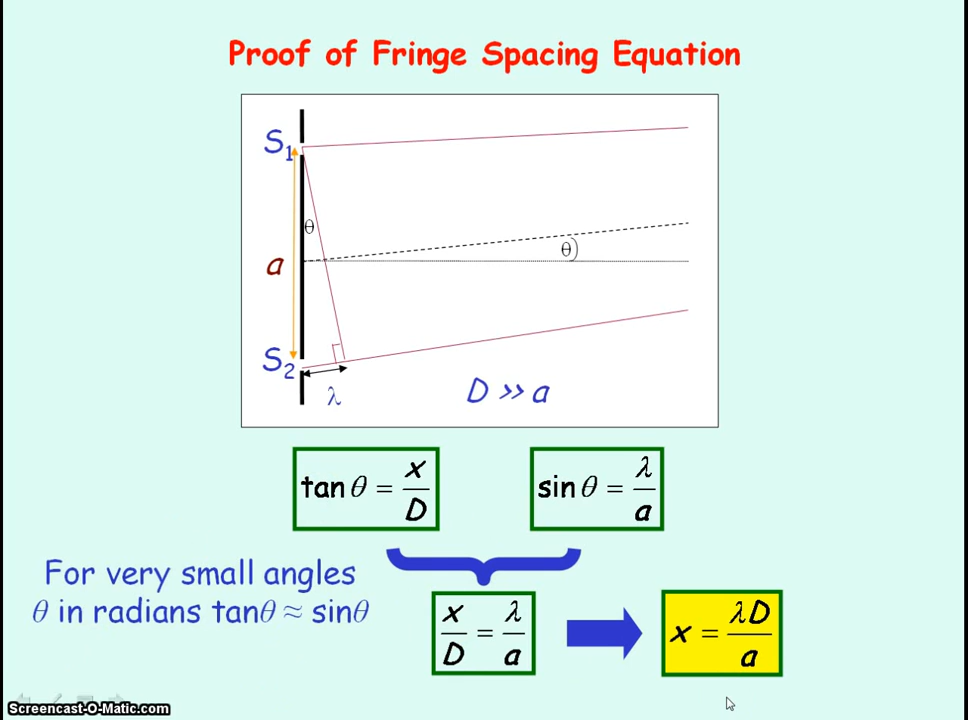 Proof of Fringe Spacing Equation
S₁
θ
θ)
a
S₂
λ
D >> a
tan θ = x/D
sin θ = λ/a
For very small angles
θ in radians tanθ ≈ sinθ
x/D = λ/a
x = λD/a
Screencast-O-Matic.com